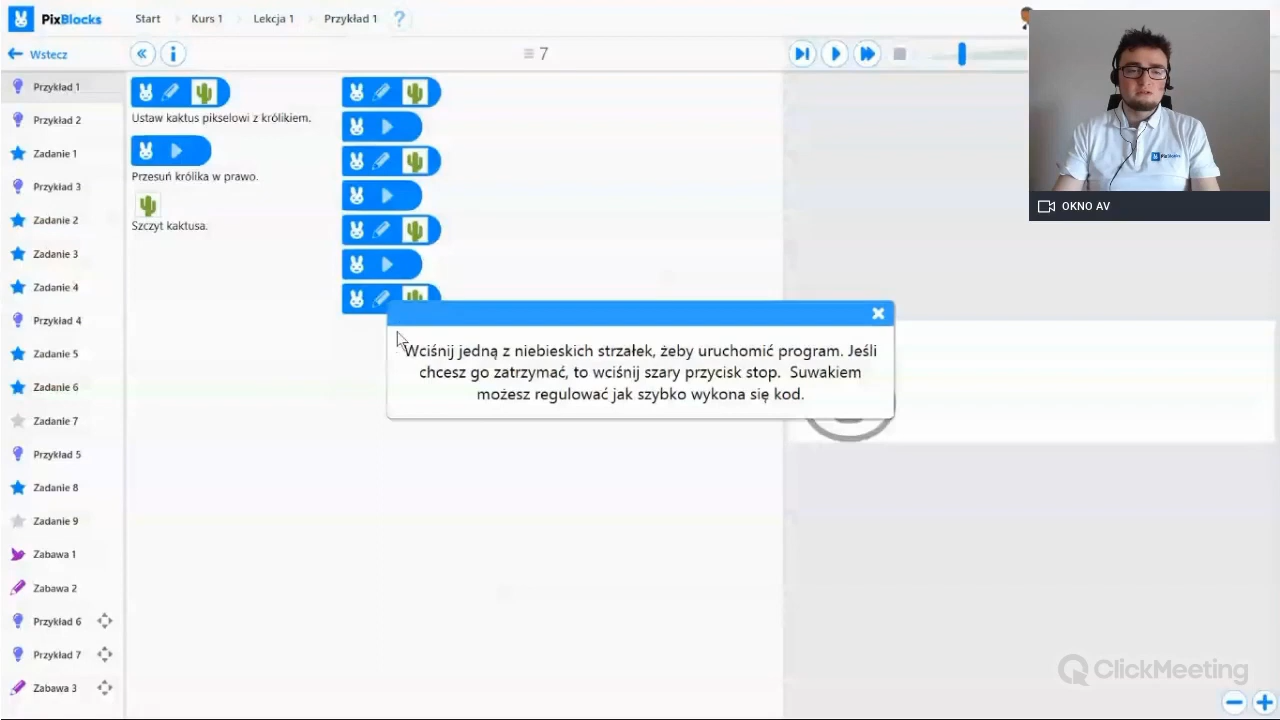 PixBlocks
Start
Kurs 1
Lekcja 1
Przykład 1
?
Wstecz
7
Przykład 1
Przykład 2
Zadanie 1
Przykład 3
Zadanie 2
Zadanie 3
Zadanie 4
Przykład 4
Zadanie 5
Zadanie 6
Zadanie 7
Przykład 5
Zadanie 8
Zadanie 9
Zabawa 1
Zabawa 2
Przykład 6
Przykład 7
Zabawa 3
Ustaw kaktus pikselowi z królikiem.
Przesuń królika w prawo.
Szczyt kaktusa.
Wciśnij jedną z niebieskich strzałek, żeby uruchomić program. Jeśli
chcesz go zatrzymać, to wciśnij szary przycisk stop. Suwakiem
możesz regulować jak szybko wykona się kod.
PixBlocks
OKNO AV
ClickMeeting